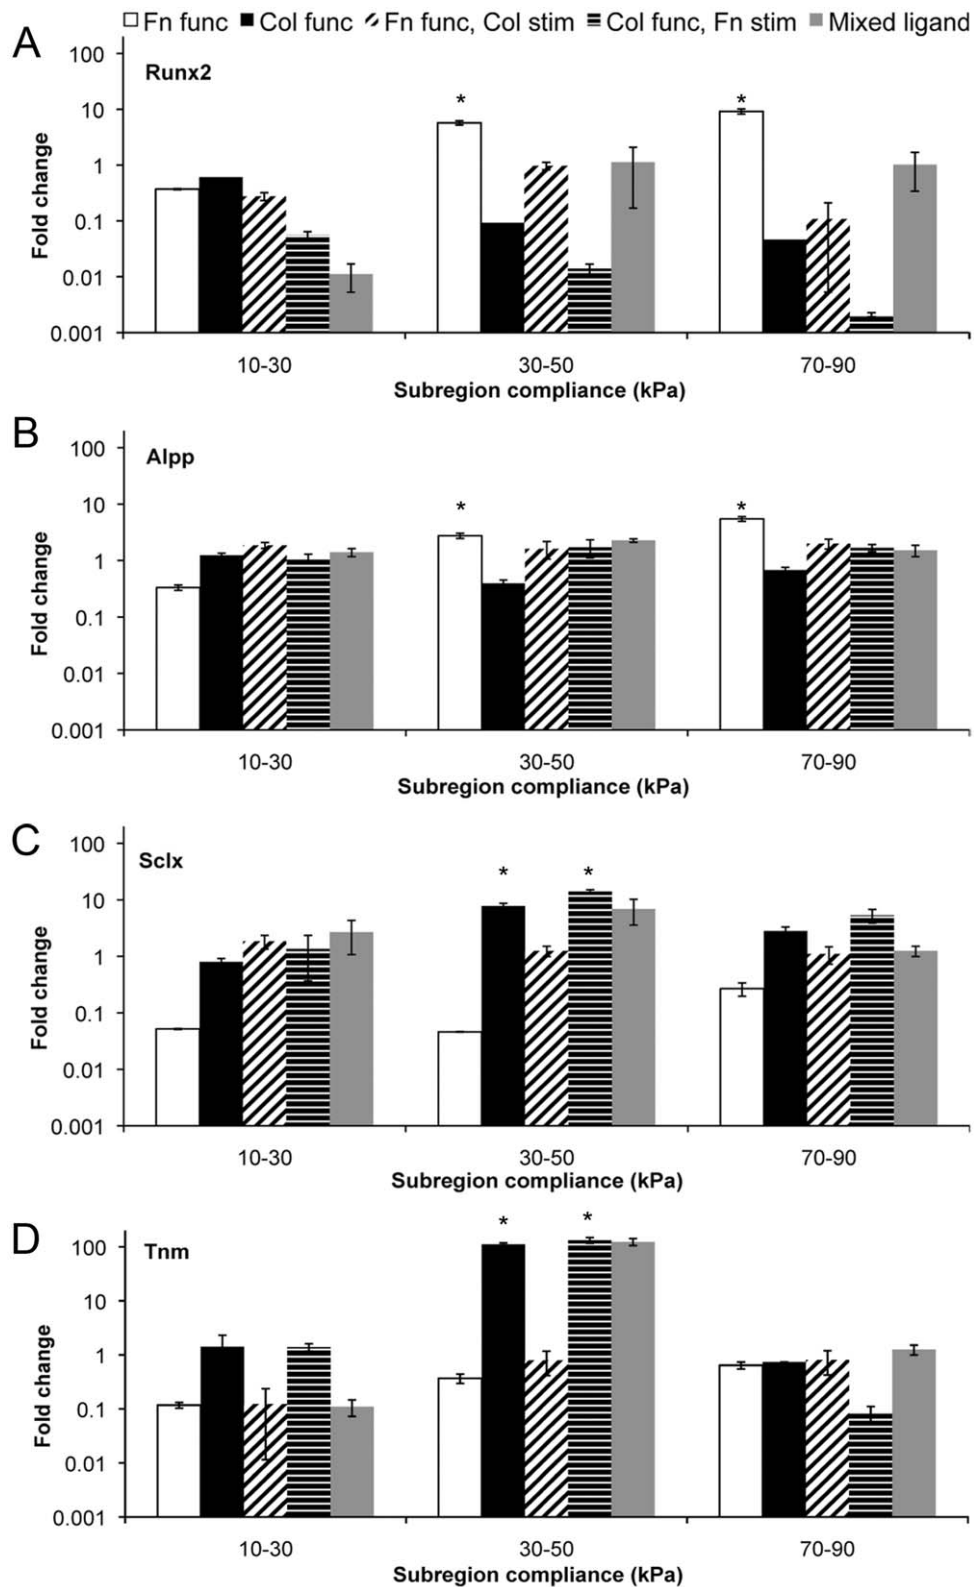 Fn func Col func Fn func, Col stim Col func, Fn stim Mixed ligand
A
Runx2
*
*
Fold change
100
10
1
0.1
0.01
0.001
10-30 30-50 70-90
Subregion compliance (kPa)
B
Alpp
*
*
Fold change
100
10
1
0.1
0.01
0.001
10-30 30-50 70-90
Subregion compliance (kPa)
C
Sclx
*
*
Fold change
100
10
1
0.1
0.01
0.001
10-30 30-50 70-90
Subregion compliance (kPa)
D
Tnm
*
*
Fold change
100
10
1
0.1
0.01
0.001
10-30 30-50 70-90
Subregion compliance (kPa)